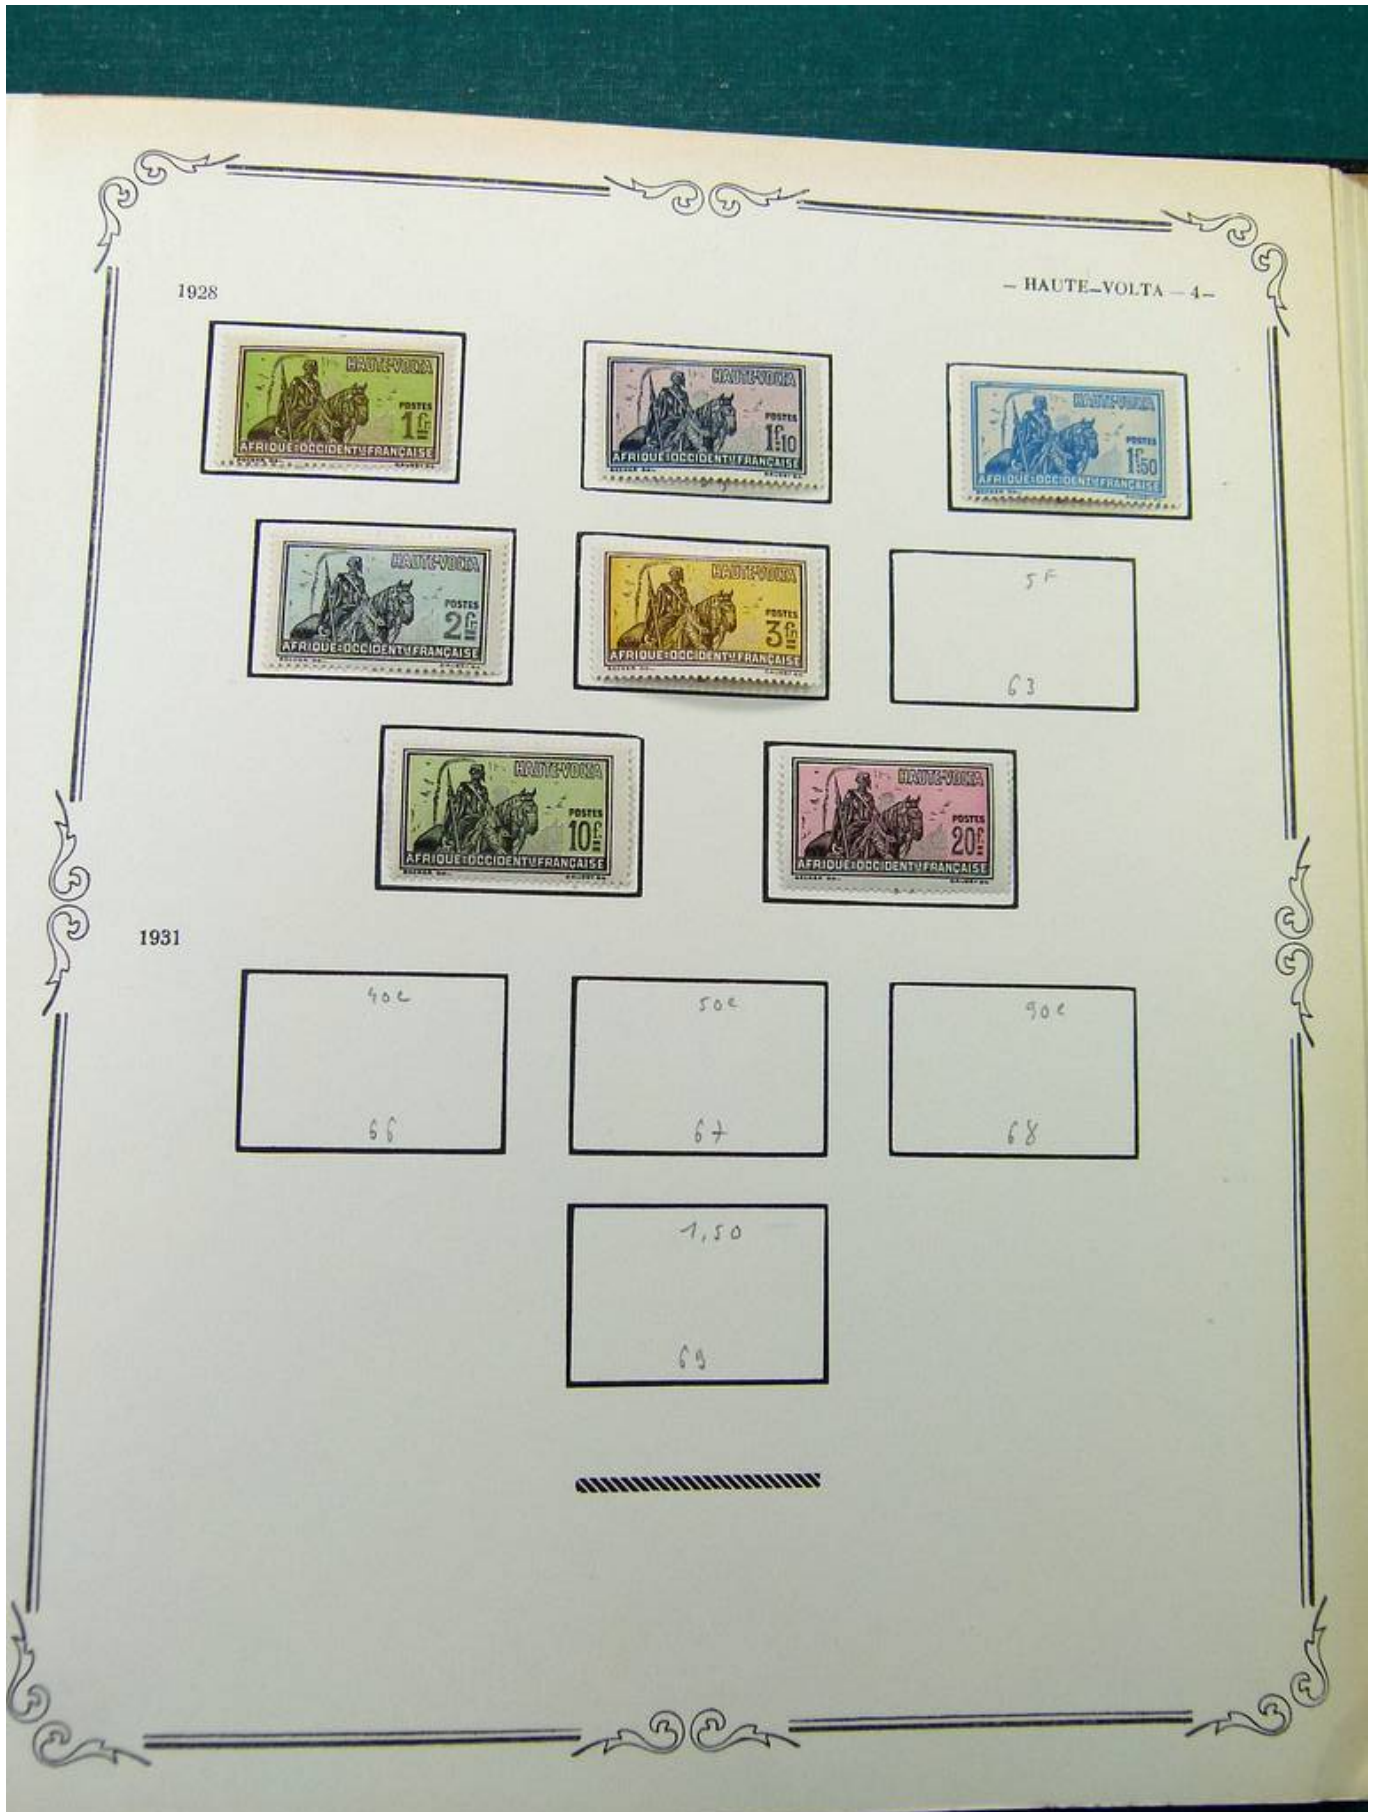 1928
– HAUTE–VOLTA – 4–
HAUTE-VOLTA
POSTES
1fr
AFRIQUE=OCCIDENTLE FRANÇAISE
HAUTE-VOLTA
POSTES
1f10
AFRIQUE=OCCIDENTLE FRANÇAISE
HAUTE-VOLTA
POSTES
1f50
AFRIQUE=OCCIDENTLE FRANÇAISE
HAUTE-VOLTA
POSTES
2fr
AFRIQUE=OCCIDENTLE FRANÇAISE
HAUTE-VOLTA
POSTES
3fr
AFRIQUE=OCCIDENTLE FRANÇAISE
5F
63
HAUTE-VOLTA
POSTES
10f
AFRIQUE=OCCIDENTLE FRANÇAISE
HAUTE-VOLTA
POSTES
20f
AFRIQUE=OCCIDENTLE FRANÇAISE
1931
40c
66
50c
67
90c
68
1,50
69